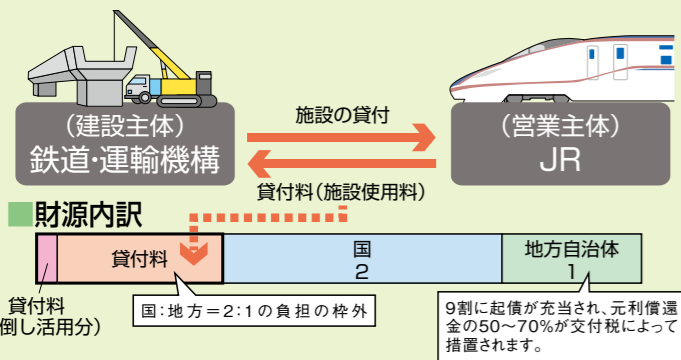 (建設主体)
鉄道・運輸機構
施設の貸付
(営業主体)
JR
貸付料(施設使用料)
財源内訳
貸付料
国
2
地方自治体
1
貸付料
倒し活用分)
国:地方=2:1の負担の枠外
9割に起債が充当され、元利償還
金の50〜70%が交付税によって
措置されます。